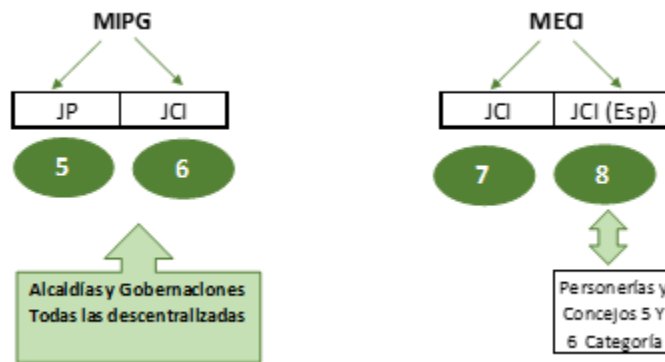 MIPG
MECI
JP JCI
JCI JCI (Esp)
5 6
7 8
Alcaldías y Gobernaciones
Todas las descentralizadas
Personerías y
Concejos 5 Y
6 Categoría